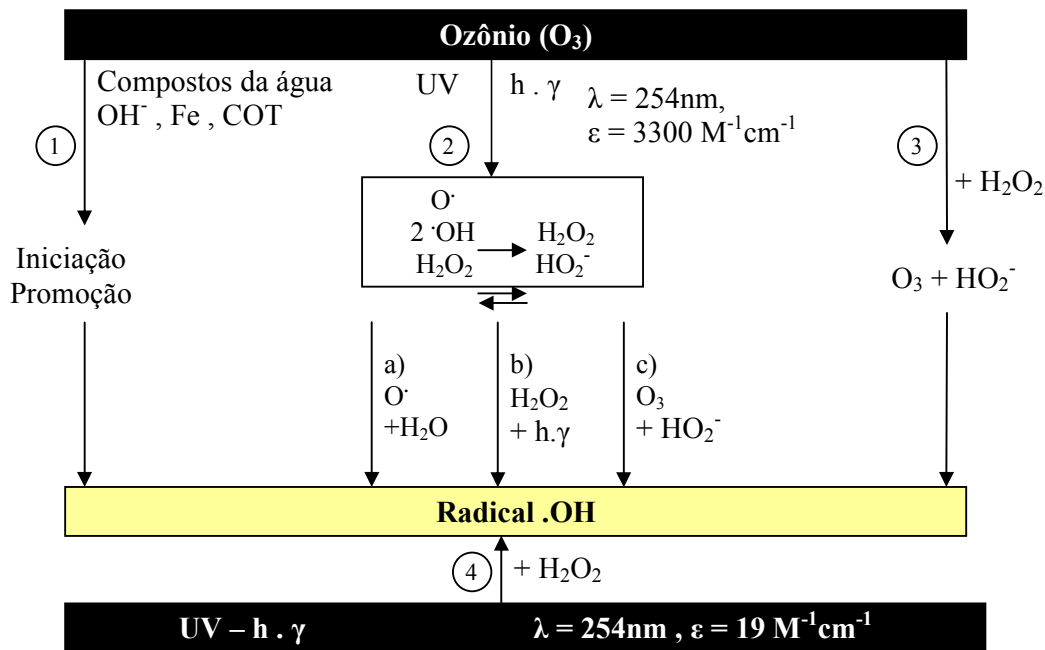 Ozônio (O₃)
Compostos da água
OH⁻ , Fe , COT
1
UV
h . γ
λ = 254nm,
ε = 3300 M⁻¹cm⁻¹
2
3
+ H₂O₂
O·
2 ·OH
H₂O₂
H₂O₂
HO₂⁻
Iniciação
Promoção
O₃ + HO₂⁻
a)
O·
+H₂O
b)
H₂O₂
+ h.γ
c)
O₃
+ HO₂⁻
Radical .OH
4
+ H₂O₂
UV – h . γ
λ = 254nm , ε = 19 M⁻¹cm⁻¹